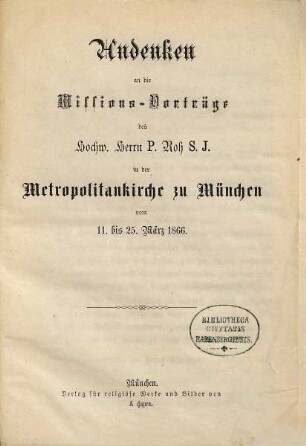 Andenken
an die
Missions-Vorträge
des
Hochw. Herrn P. Roh S. J.
in der
Metropolitankirche zu München
vom
11. bis 25. März 1866.
BIBLIOTHECA
CIVITATIS
München.
Verlag für religiöse Werke und Bilder von